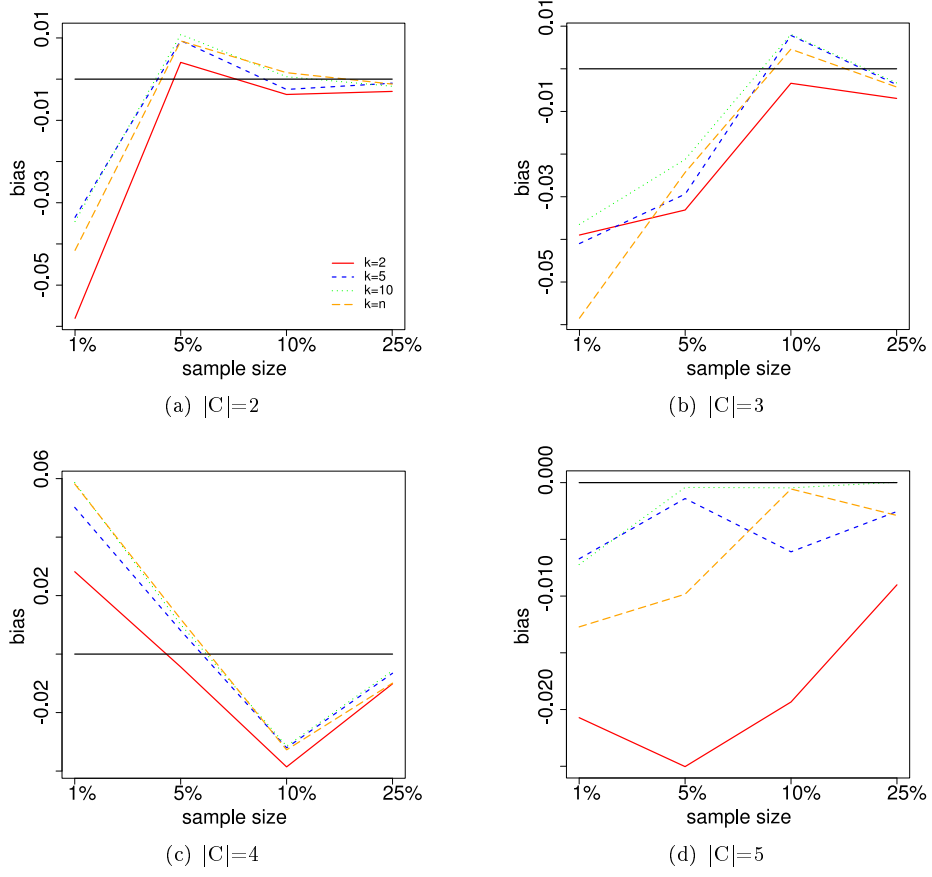 0.01
-0.01
-0.03
-0.05
bias
k=2
k=5
k=10
k=n
1% 5% 10% 25%
sample size
(a) |C|=2
0.01
-0.01
-0.03
-0.05
bias
1% 5% 10% 25%
sample size
(b) |C|=3
0.06
0.02
-0.02
bias
1% 5% 10% 25%
sample size
(c) |C|=4
0.000
-0.010
-0.020
bias
1% 5% 10% 25%
sample size
(d) |C|=5